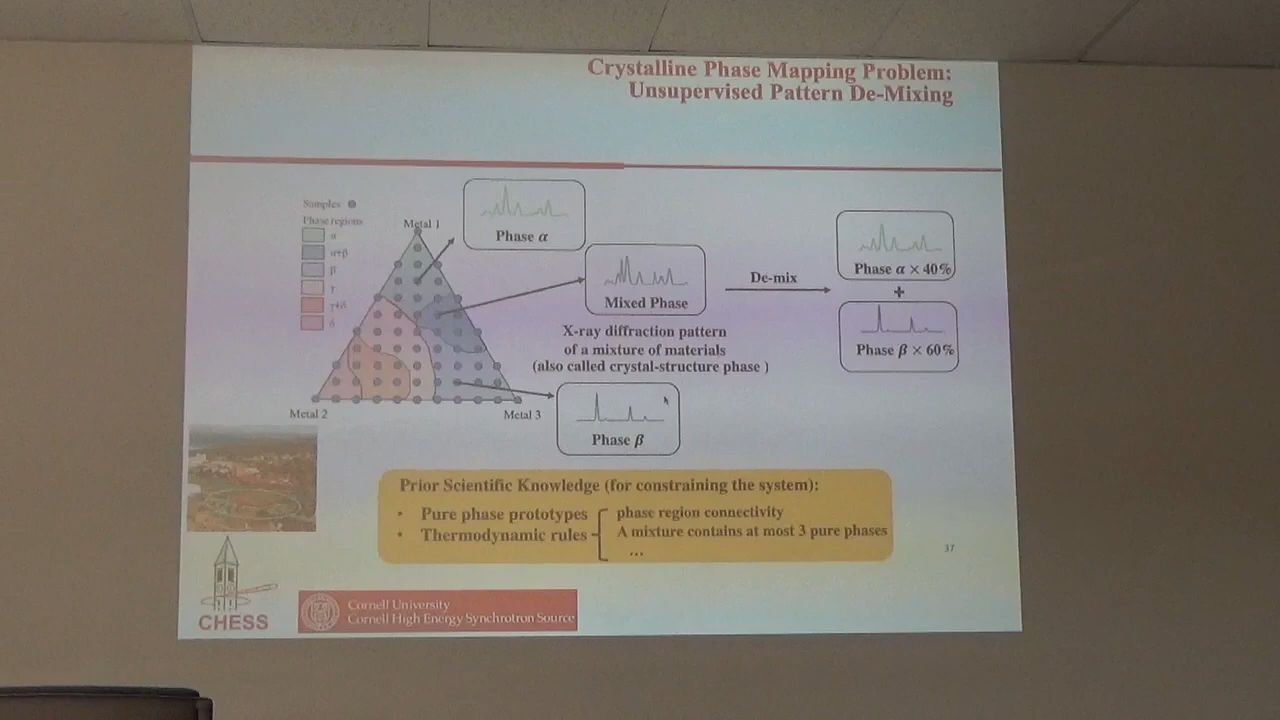 Crystalline Phase Mapping Problem:
Unsupervised Pattern De-Mixing
Samples
Phase regions
α
α+β
β
γ
γ+δ
δ
Metal 1
Metal 2
Metal 3
Phase α
Mixed Phase
X-ray diffraction pattern
of a mixture of materials
(also called crystal-structure phase )
Phase β
De-mix
Phase α × 40%
+
Phase β × 60%
Prior Scientific Knowledge (for constraining the system):
• Pure phase prototypes
• Thermodynamic rules
phase region connectivity
A mixture contains at most 3 pure phases
...
37
CHESS
Cornell University
Cornell High Energy Synchrotron Source